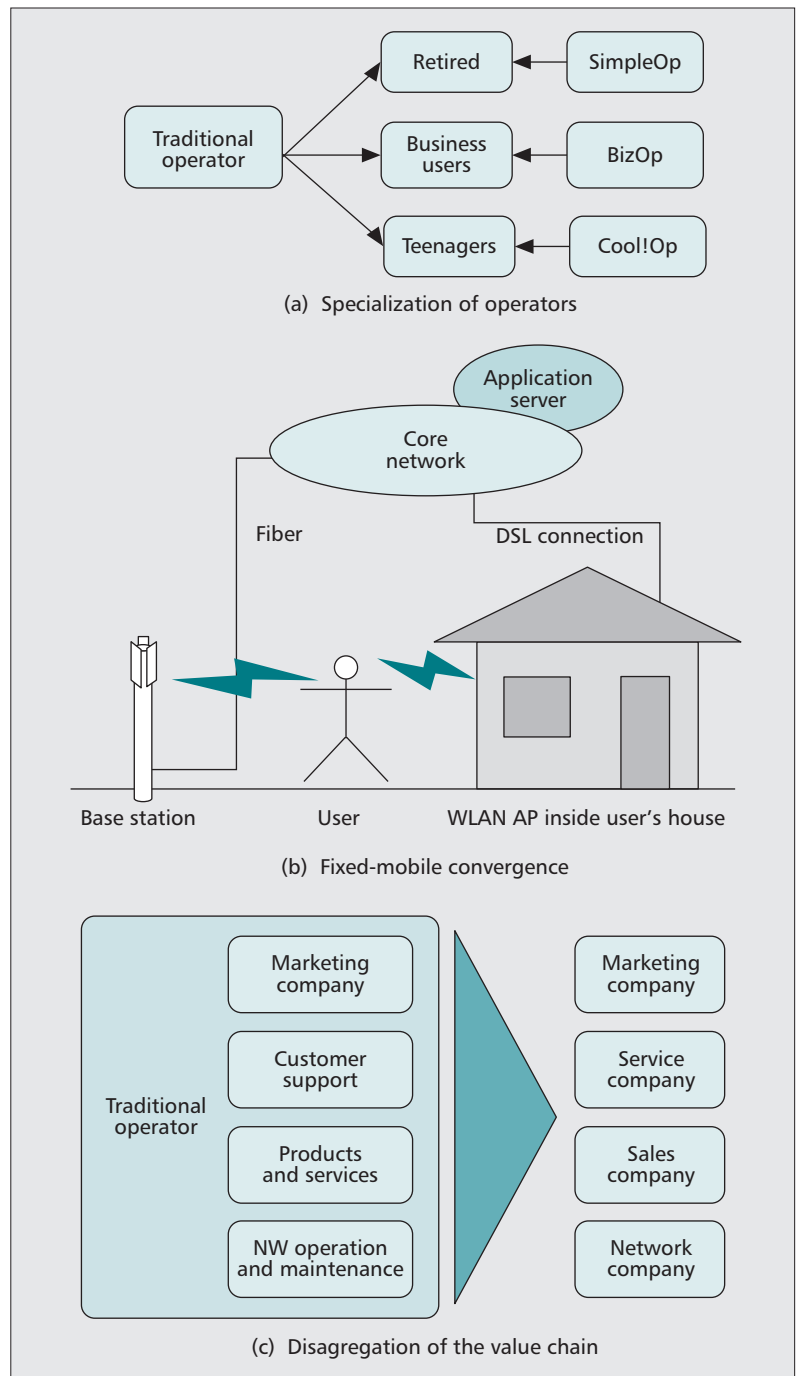 Retired
SimpleOp
Traditional
operator
Business
users
BizOp
Teenagers
Cool!Op
(a) Specialization of operators
Application
server
Core
network
Fiber
DSL connection
Base station
User
WLAN AP inside user's house
(b) Fixed-mobile convergence
Marketing
company
Marketing
company
Customer
support
Service
company
Traditional
operator
Products
and services
Sales
company
NW operation
and maintenance
Network
company
(c) Disagregation of the value chain